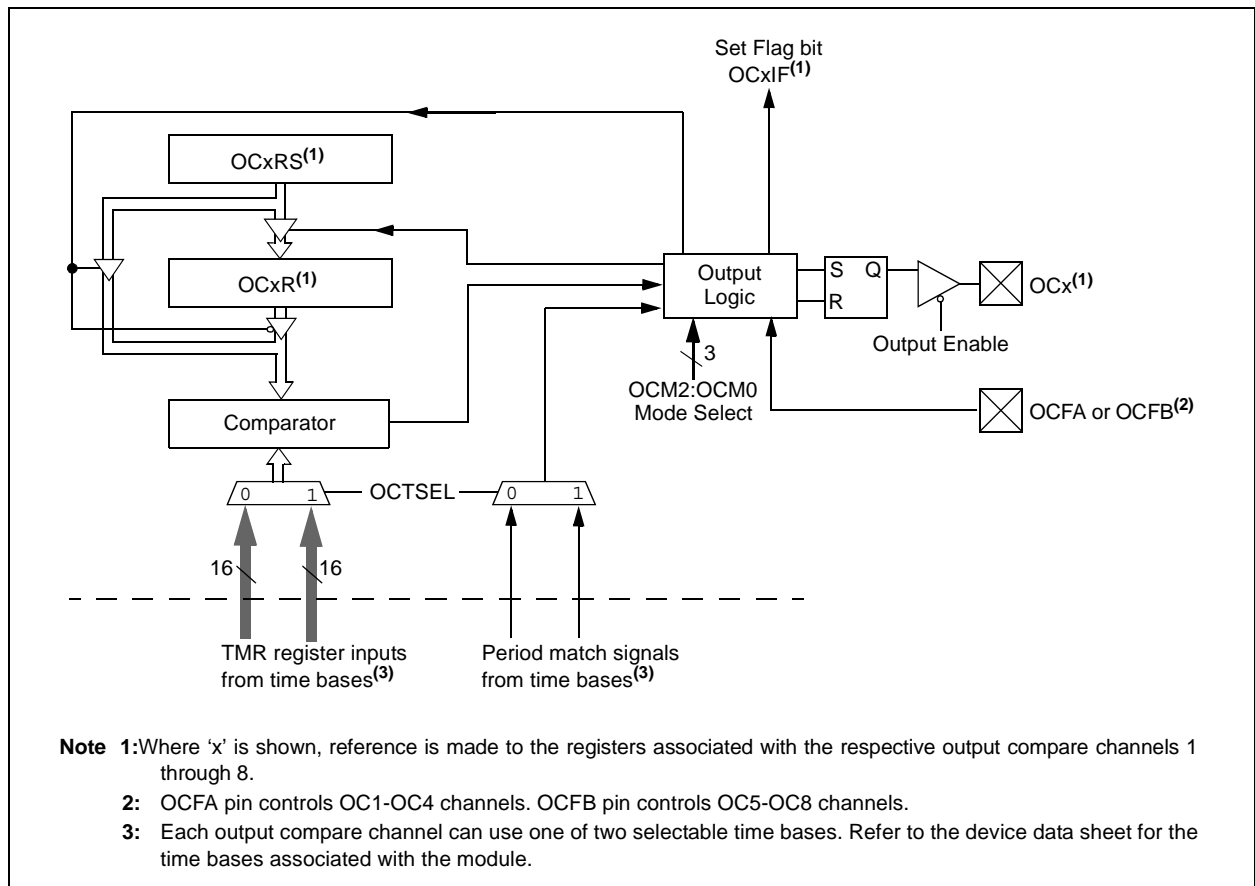 Set Flag bit
OCxIF(1)
OCxRS(1)
OCxR(1)
Output
Logic
S Q
R
OCx(1)
Output Enable
3
OCM2:OCM0
Mode Select
OCFA or OCFB(2)
Comparator
0 1
OCTSEL
0 1
16
16
TMR register inputs
from time bases(3)
Period match signals
from time bases(3)
Note 1:Where ‘x’ is shown, reference is made to the registers associated with the respective output compare channels 1
through 8.
2: OCFA pin controls OC1-OC4 channels. OCFB pin controls OC5-OC8 channels.
3: Each output compare channel can use one of two selectable time bases. Refer to the device data sheet for the
time bases associated with the module.